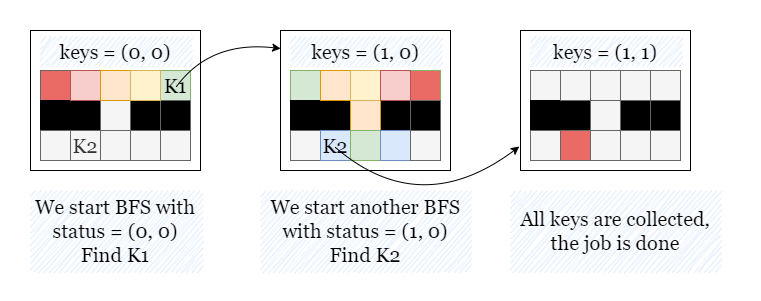 keys = (0, 0)
K1
K2
We start BFS with
status = (0, 0)
Find K1
keys = (1, 0)
K2
We start another BFS
with status = (1, 0)
Find K2
keys = (1, 1)
All keys are collected,
the job is done